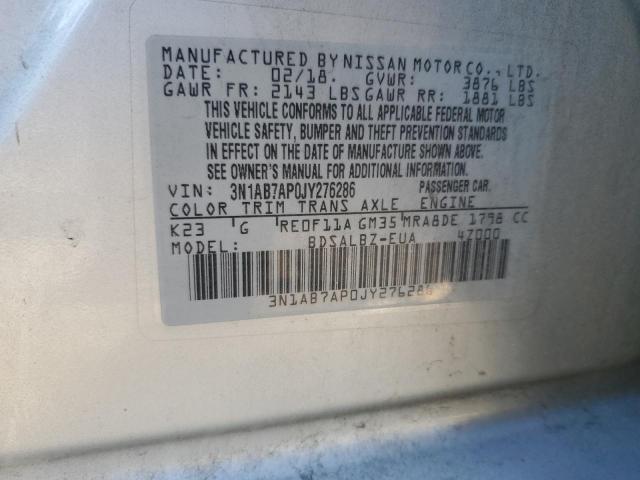 MANUFACTURED BY NISSAN MOTOR CO., LTD.
DATE: 02/18. GVWR: 3876 LBS
GAWR FR: 2143 LBS GAWR RR: 1881 LBS
THIS VEHICLE CONFORMS TO ALL APPLICABLE FEDERAL MOTOR
VEHICLE SAFETY, BUMPER AND THEFT PREVENTION STANDARDS
IN EFFECT ON THE DATE OF MANUFACTURE SHOWN ABOVE.
SEE OWNER'S MANUAL FOR ADDITIONAL INFORMATION.
VIN: 3N1AB7AP0JY276286 PASSENGER CAR.
COLOR TRIM TRANS AXLE ENGINE
K23 G RE0F11A GM35 MRA8DE 1798 CC
MODEL: BDSALBZ-EUA 47000
3N1AB7AP0JY276286